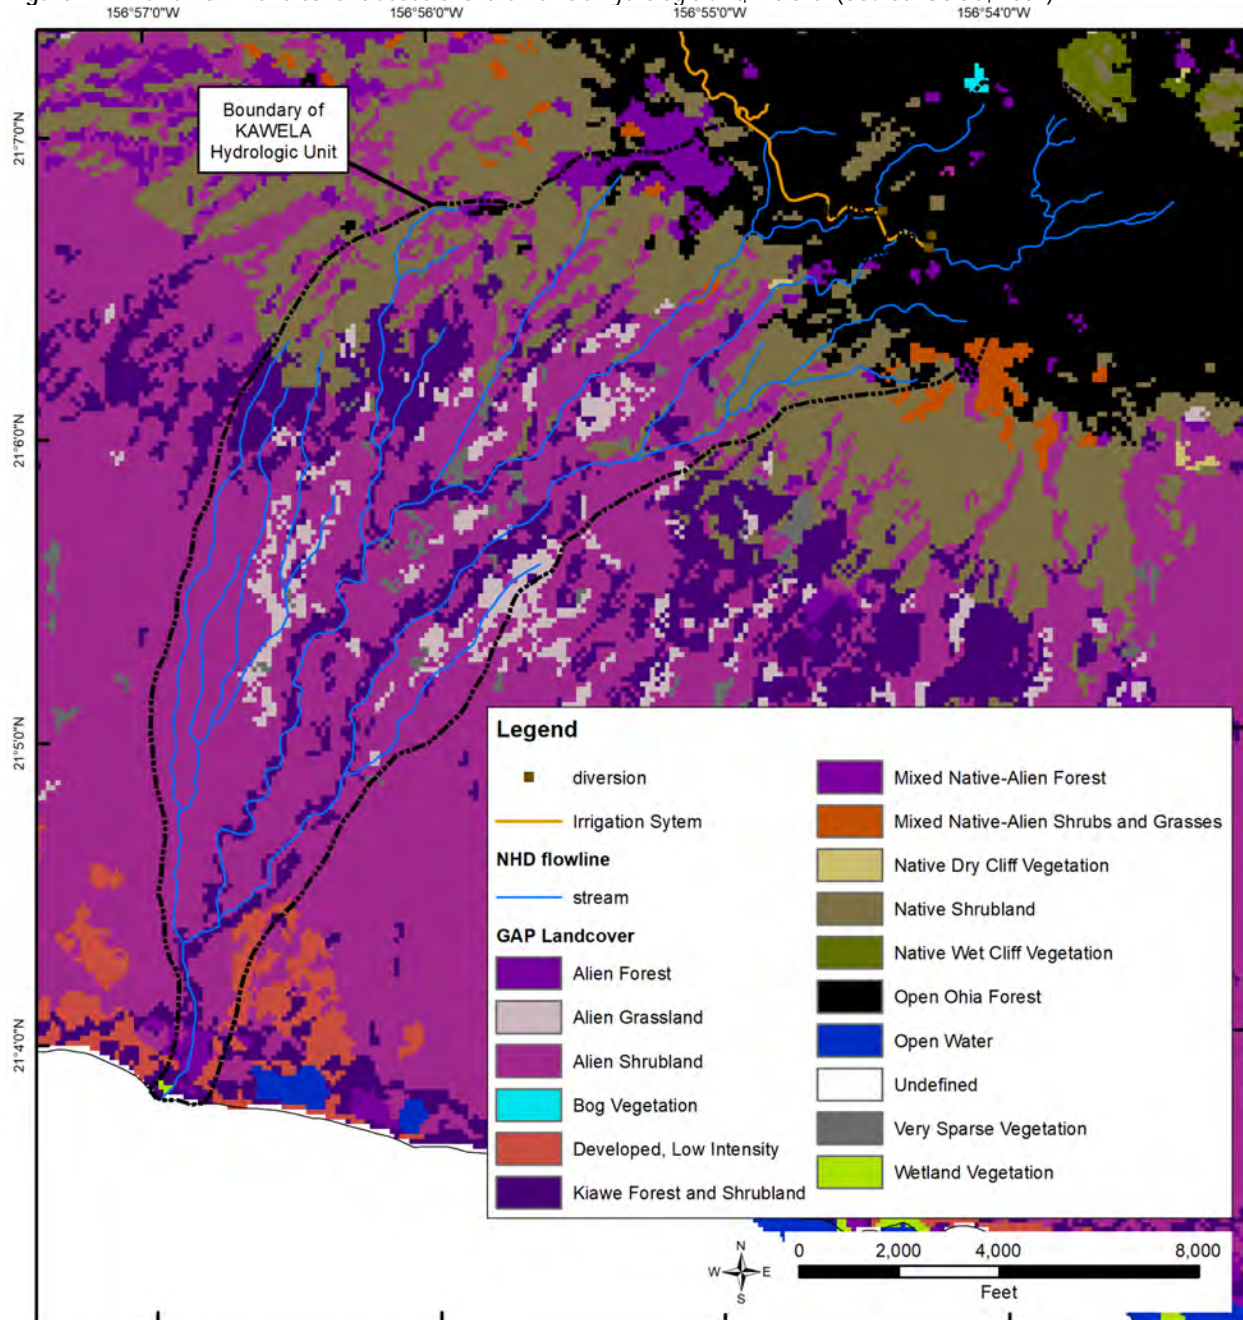 156°57'0"W
156°56'0"W
156°55'0"W
156°54'0"W
21°7'0"N
21°6'0"N
21°5'0"N
21°4'0"N
Boundary of
KAWELA
Hydrologic Unit
Legend
diversion
Irrigation Sytem
NHD flowline
stream
GAP Landcover
Alien Forest
Alien Grassland
Alien Shrubland
Bog Vegetation
Developed, Low Intensity
Kiawe Forest and Shrubland
Mixed Native-Alien Forest
Mixed Native-Alien Shrubs and Grasses
Native Dry Cliff Vegetation
Native Shrubland
Native Wet Cliff Vegetation
Open Ohia Forest
Open Water
Undefined
Very Sparse Vegetation
Wetland Vegetation
N
W E
S
0 2,000 4,000 8,000
Feet